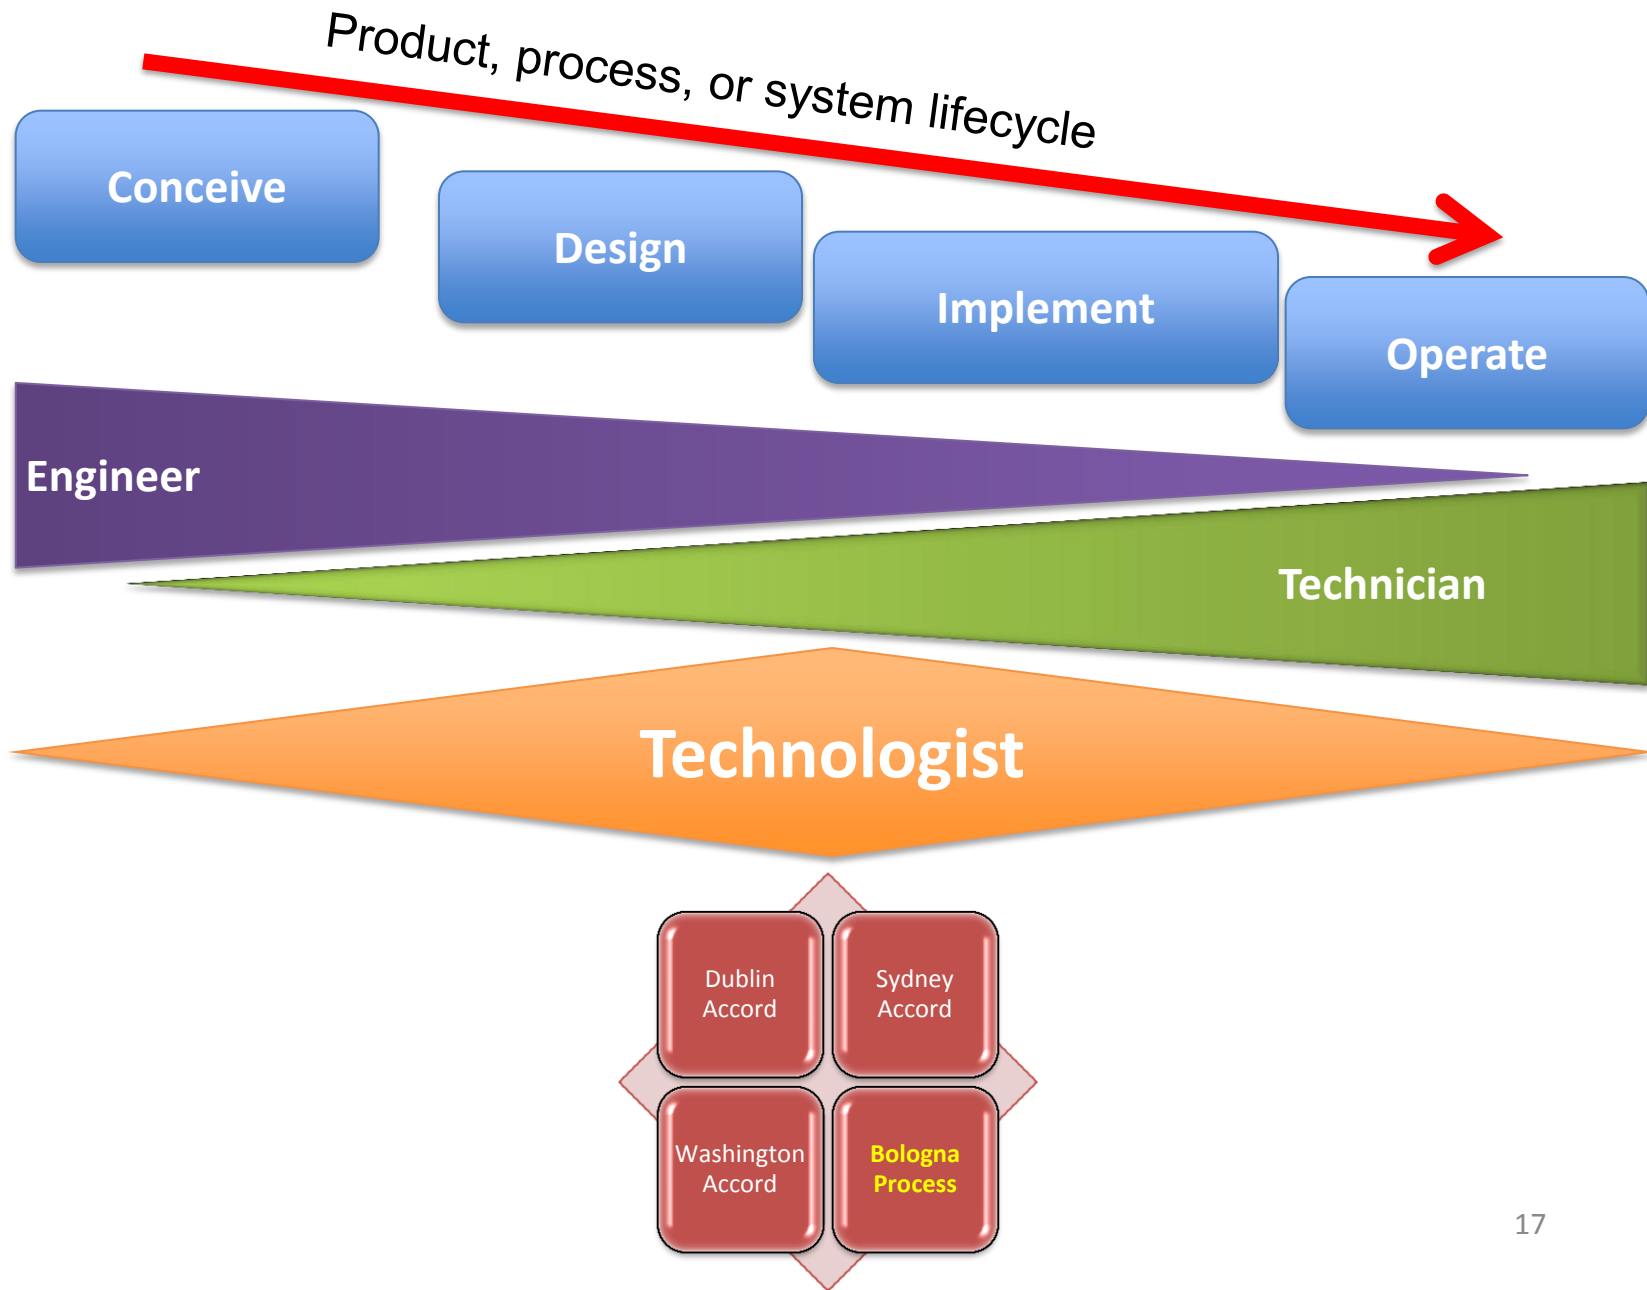 Product, process, or system lifecycle
Conceive
Design
Implement
Operate
Engineer
Technician
Technologist
Dublin
Accord
Sydney
Accord
Washington
Accord
Bologna
Process
17